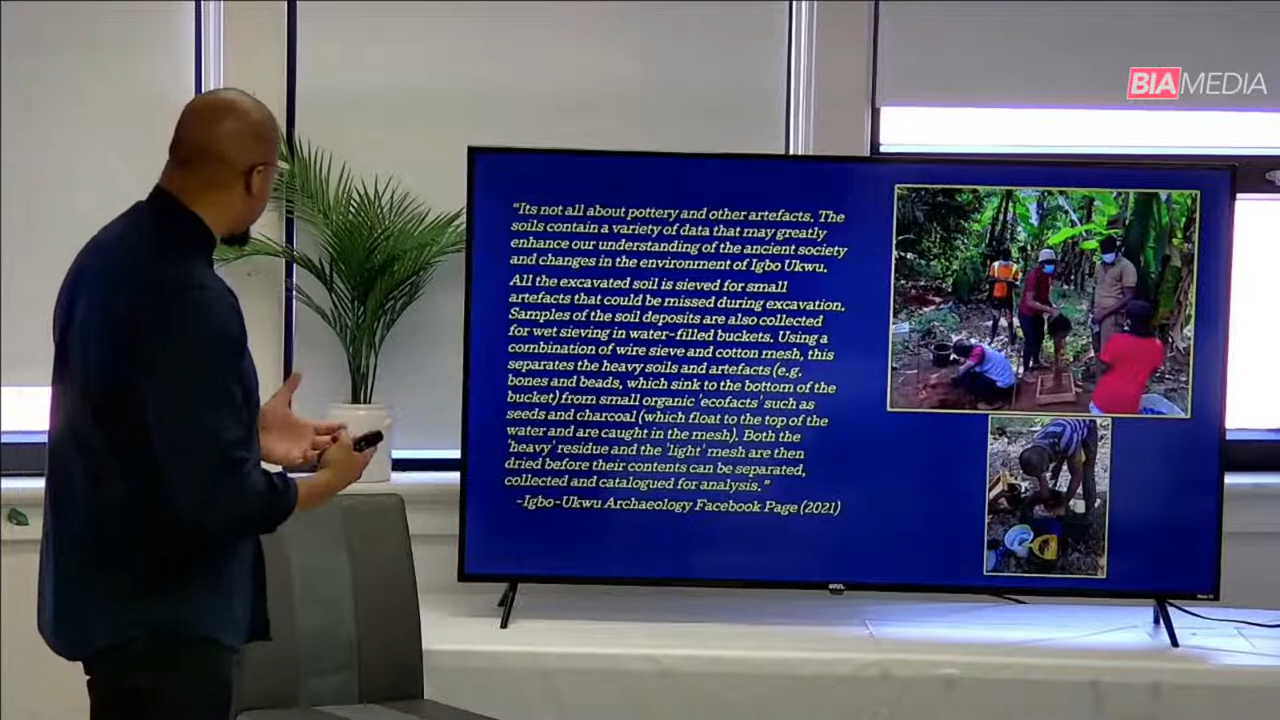 BIAMEDIA
“Its not all about pottery and other artefacts. The
soils contain a variety of data that may greatly
enhance our understanding of the ancient society
and changes in the environment of Igbo Ukwu.
All the excavated soil is sieved for small
artefacts that could be missed during excavation.
Samples of the soil deposits are also collected
for wet sieving in water-filled buckets. Using a
combination of wire sieve and cotton mesh, this
separates the heavy soils and artefacts (e.g.
bones and beads, which sink to the bottom of the
bucket) from small organic 'ecofacts' such as
seeds and charcoal (which float to the top of the
water and are caught in the mesh). Both the
'heavy' residue and the 'light' mesh are then
dried before their contents can be separated,
collected and catalogued for analysis.”
-Igbo-Ukwu Archaeology Facebook Page (2021)
onn.